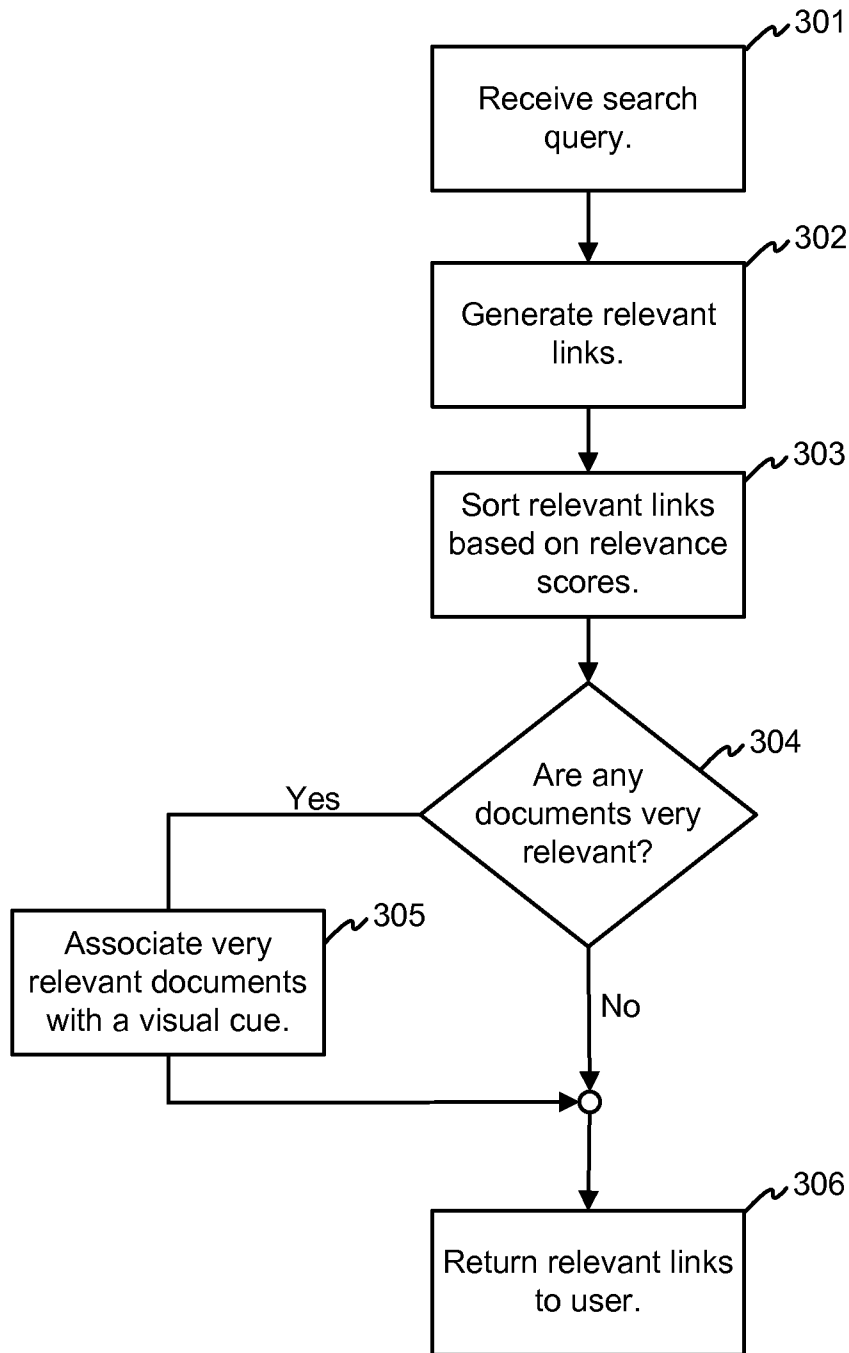 301
Receive search
query.
302
Generate relevant
links.
303
Sort relevant links
based on relevance
scores.
304
Are any
documents very
relevant?
Yes
305
Associate very
relevant documents
with a visual cue.
No
306
Return relevant links
to user.